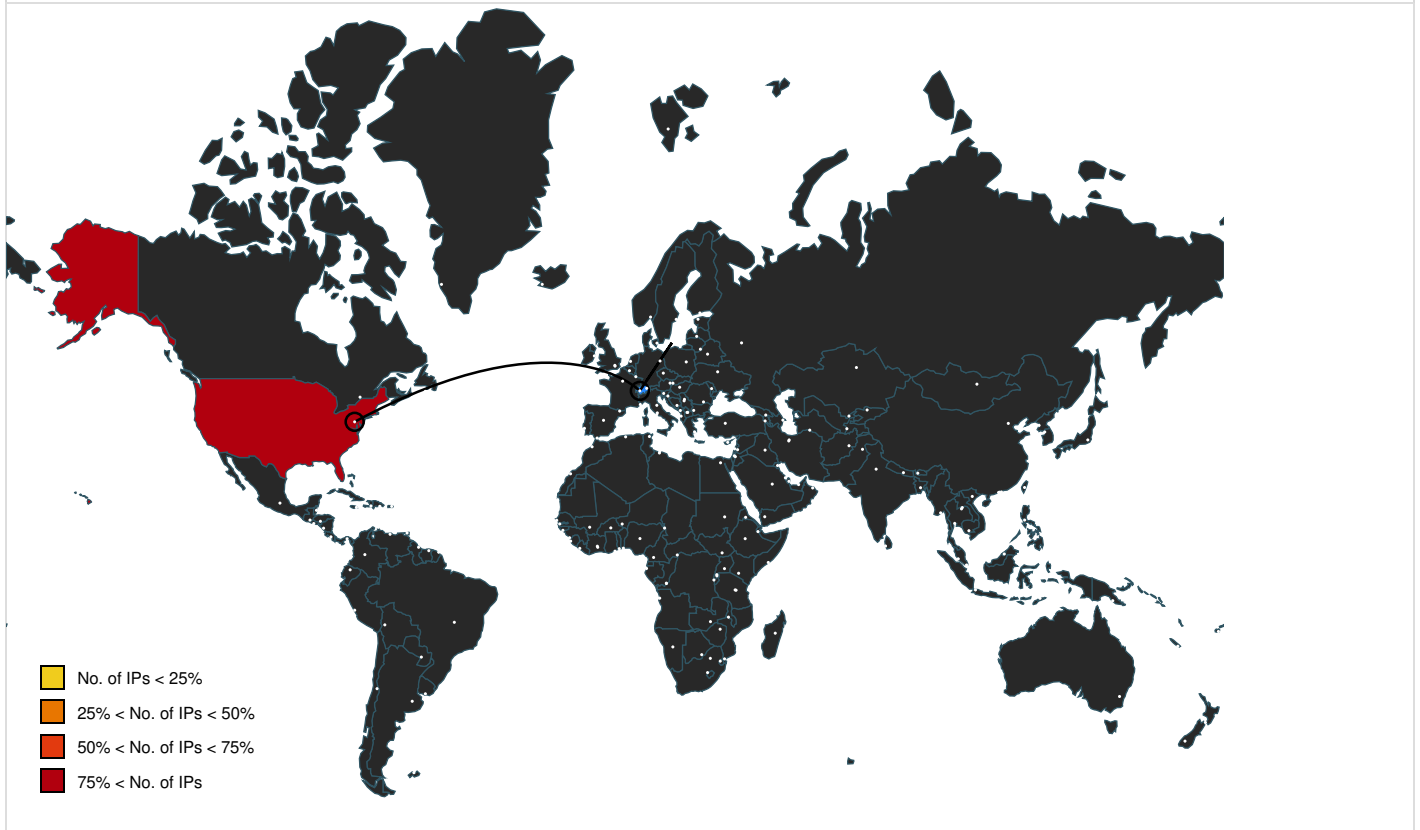 No. of IPs < 25%
25% < No. of IPs < 50%
50% < No. of IPs < 75%
75% < No. of IPs